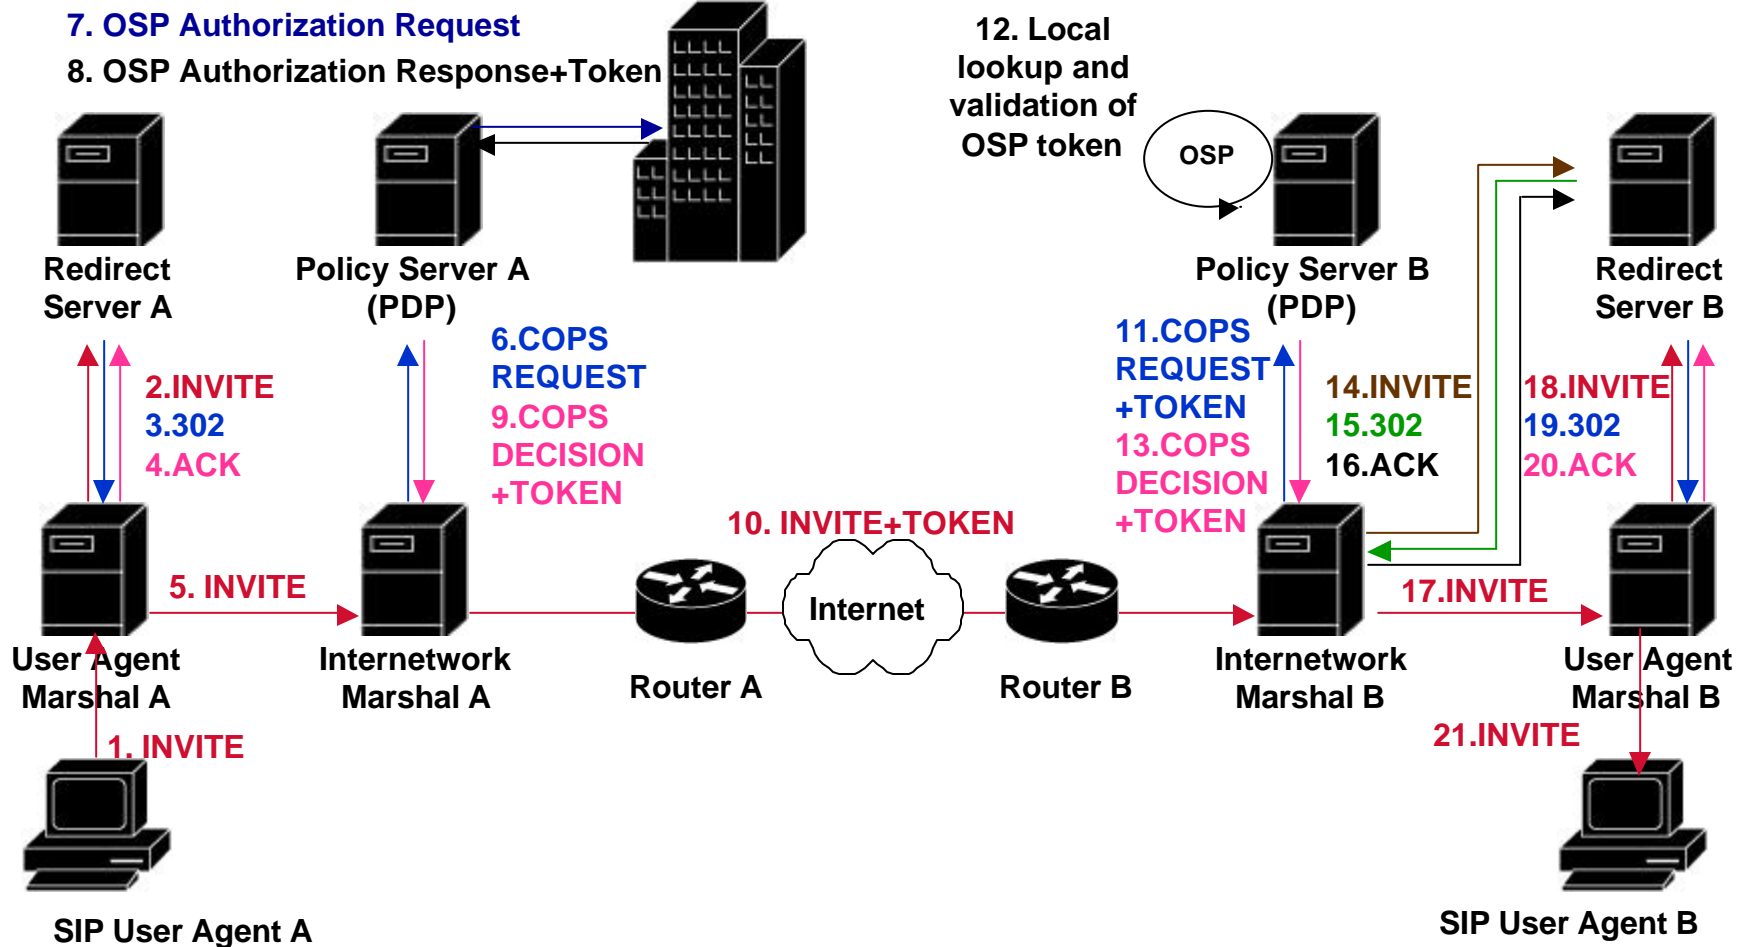 7. OSP Authorization Request
8. OSP Authorization Response+Token
12. Local
lookup and
validation of
OSP token
OSP
Redirect
Server A
Policy Server A
(PDP)
Policy Server B
(PDP)
Redirect
Server B
2.INVITE
3.302
4.ACK
6.COPS
REQUEST
9.COPS
DECISION
+TOKEN
11.COPS
REQUEST
+TOKEN
13.COPS
DECISION
+TOKEN
14.INVITE
15.302
16.ACK
18.INVITE
19.302
20.ACK
10. INVITE+TOKEN
5. INVITE
Internet
17.INVITE
User Agent
Marshal A
Internetwork
Marshal A
Router A
Router B
Internetwork
Marshal B
User Agent
Marshal B
1. INVITE
21.INVITE
SIP User Agent A
SIP User Agent B